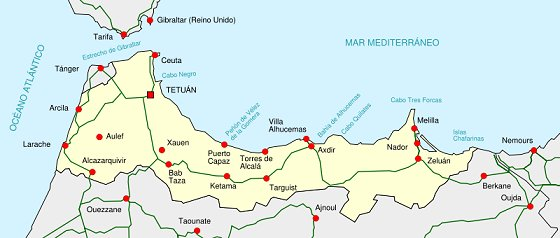 Gibraltar (Reino Unido)
Tarifa
MAR MEDITERRÁNEO
OCÉANO ATLÁNTICO
Estrecho de Gibraltar
Ceuta
Tánger
Cabo Negro
TETUÁN
Arcila
Aulef
Larache
Xauen
Alcazarquivir
Bab
Taza
Peñón de Vélez
de la Gomera
Puerto
Capaz
Torres de
Alcalá
Villa
Alhucemas
Bahía de Alhucemas
Cabo Quilates
Axdir
Cabo Tres Forcas
Melilla
Nador
Zeluán
Islas
Chafarinas
Nemours
Ketama
Targuist
Berkane
Oujda
Ouezzane
Taounate
Ajnoul